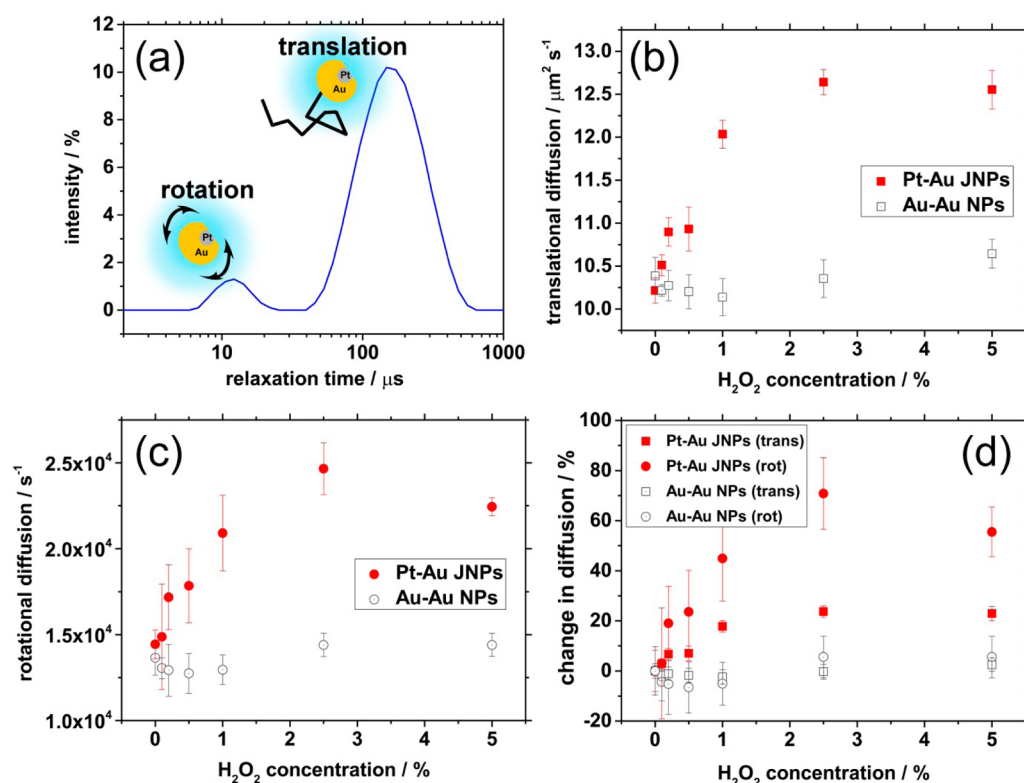 (a)
translation
Pt
Au
rotation
Pt
Au
12
10
8
6
4
2
0
intensity / %
10
100
1000
relaxation time / μs
(b)
13.0
12.5
12.0
11.5
11.0
10.5
10.0
translational diffusion / μm² s⁻¹
Pt-Au JNPs
Au-Au NPs
0 1 2 3 4 5
H₂O₂ concentration / %
(c)
2.5x10⁴
2.0x10⁴
1.5x10⁴
1.0x10⁴
rotational diffusion / s⁻¹
Pt-Au JNPs
Au-Au NPs
0 1 2 3 4 5
H₂O₂ concentration / %
(d)
100
80
60
40
20
0
-20
change in diffusion / %
Pt-Au JNPs (trans)
Pt-Au JNPs (rot)
Au-Au NPs (trans)
Au-Au NPs (rot)
0 1 2 3 4 5
H₂O₂ concentration / %